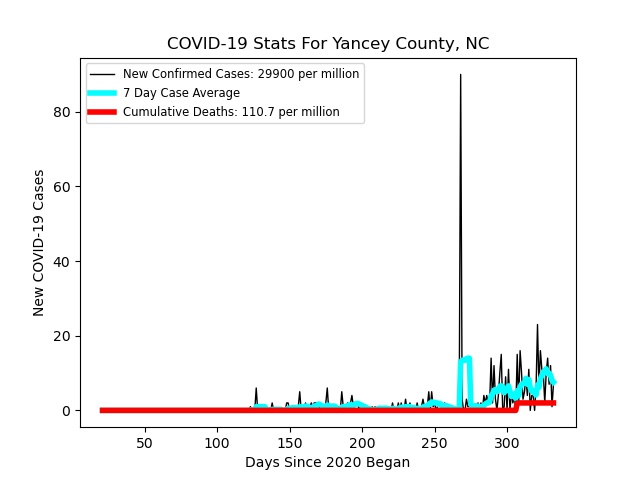 COVID-19 Stats For Yancey County, NC
New Confirmed Cases: 29900 per million
7 Day Case Average
Cumulative Deaths: 110.7 per million
New COVID-19 Cases
80
60
40
20
0
50
100
150
200
250
300
Days Since 2020 Began